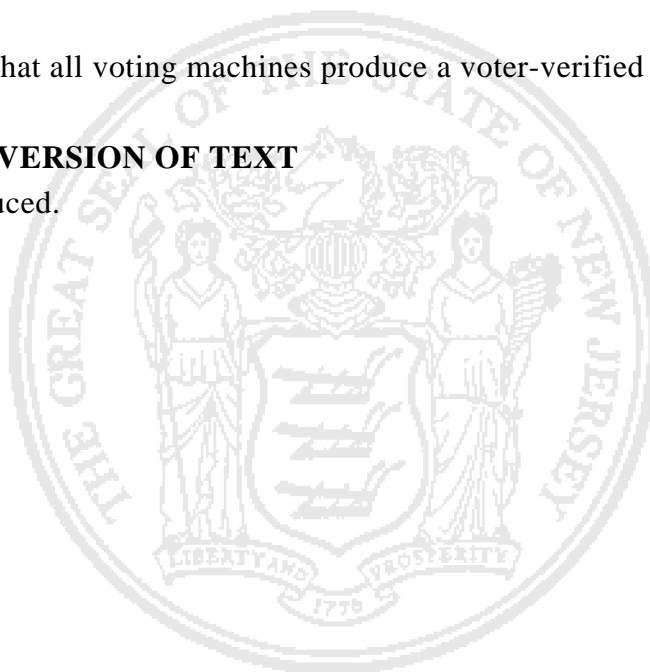 hat all voting machines produce a voter-verified
VERSION OF TEXT
uced.
THE GREAT SEAL OF THE STATE OF NEW JERSEY
LIBERTY AND PROSPERITY
1776